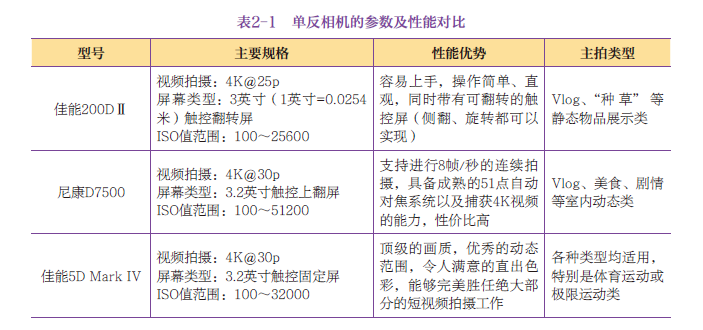 表2-1 单反相机的参数及性能对比
型号 主要规格 性能优势 主拍类型
佳能200DⅡ
视频拍摄：4K@25p
屏幕类型：3英寸（1英寸=0.0254
米）触控翻转屏
ISO值范围：100～25600
容易上手，操作简单、直
观，同时带有可翻转的触
控屏（侧翻、旋转都可以
实现）
Vlog、“种 草” 等
静态物品展示类
尼康D7500
视频拍摄：4K@30p
屏幕类型：3.2英寸触控上翻屏
ISO值范围：100～51200
支持进行8帧/秒的连续拍
摄，具备成熟的51点自动
对焦系统以及捕获4K视频
的能力，性价比高
Vlog、美食、剧情
等室内动态类
佳能5D Mark IV
视频拍摄：4K@30p
屏幕类型：3.2英寸触控固定屏
ISO值范围：100～32000
顶级的画质，优秀的动态
范围，令人满意的直出色
彩，能够完美胜任绝大部
分的短视频拍摄工作
各种类型均适用，
特别是体育运动或
极限运动类